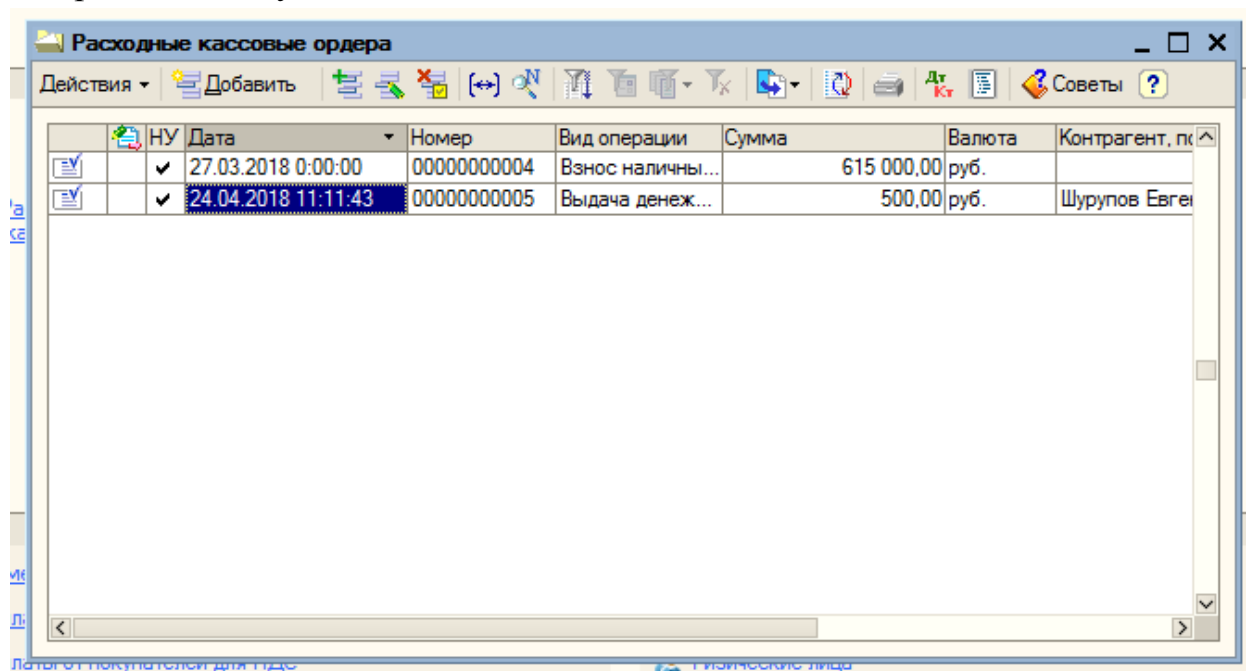 Расходные кассовые ордера
Действия Добавить Дт Кт Советы ?
НУ Дата Номер Вид операции Сумма Валюта Контрагент, по
27.03.2018 0:00:00 00000000004 Взнос наличны... 615 000,00 руб.
24.04.2018 11:11:43 00000000005 Выдача денеж... 500,00 руб. Шурупов Евге